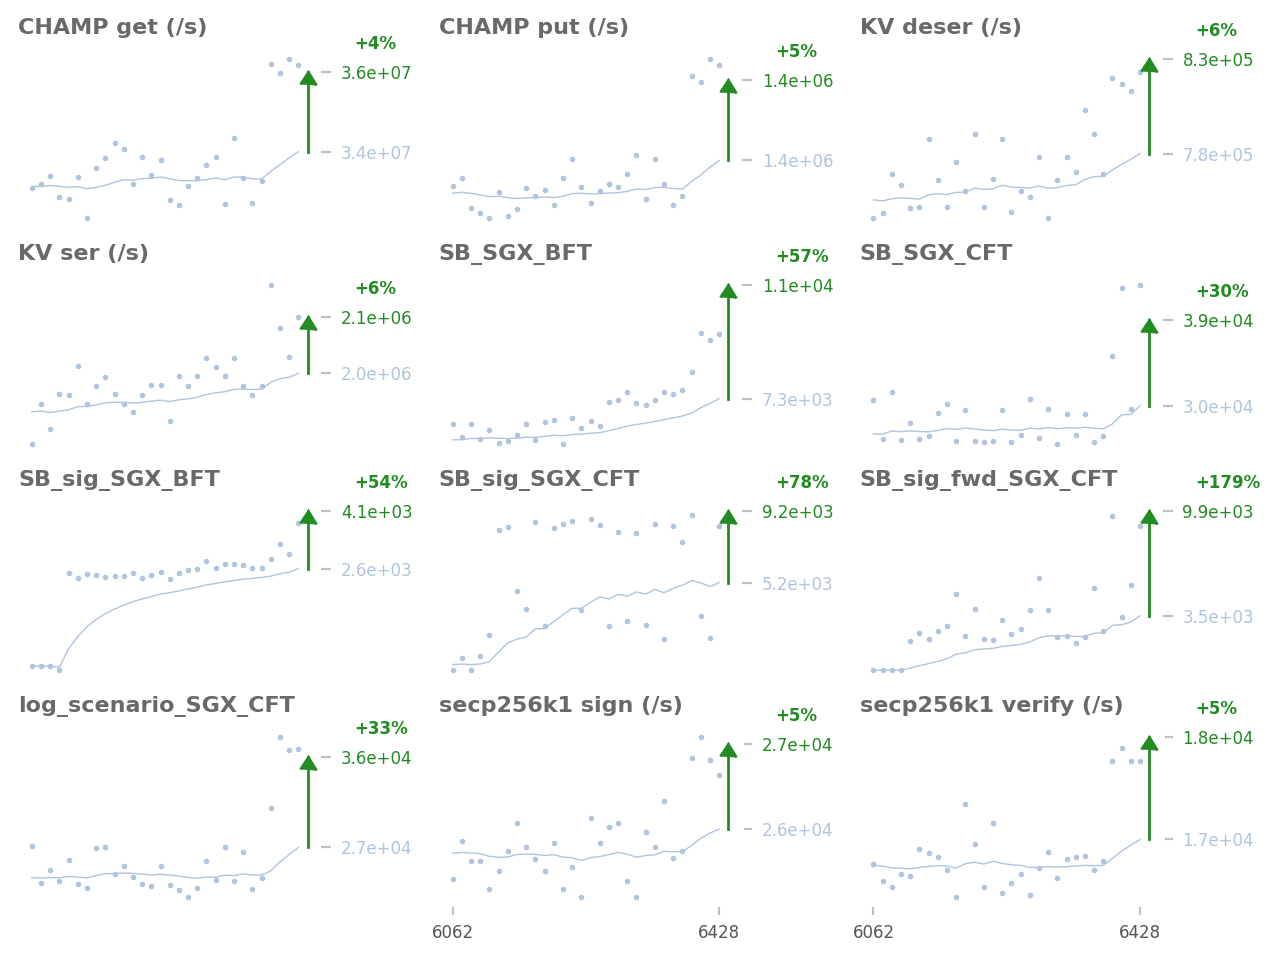 CHAMP get (/s)
+4%
3.6e+07
3.4e+07
CHAMP put (/s)
+5%
1.4e+06
1.4e+06
KV deser (/s)
+6%
8.3e+05
7.8e+05
KV ser (/s)
+6%
2.1e+06
2.0e+06
SB_SGX_BFT
+57%
1.1e+04
7.3e+03
SB_SGX_CFT
+30%
3.9e+04
3.0e+04
SB_sig_SGX_BFT
+54%
4.1e+03
2.6e+03
SB_sig_SGX_CFT
+78%
9.2e+03
5.2e+03
SB_sig_fwd_SGX_CFT
+179%
9.9e+03
3.5e+03
log_scenario_SGX_CFT
+33%
3.6e+04
2.7e+04
secp256k1 sign (/s)
+5%
2.7e+04
2.6e+04
6062
6428
secp256k1 verify (/s)
+5%
1.8e+04
1.7e+04
6062
6428